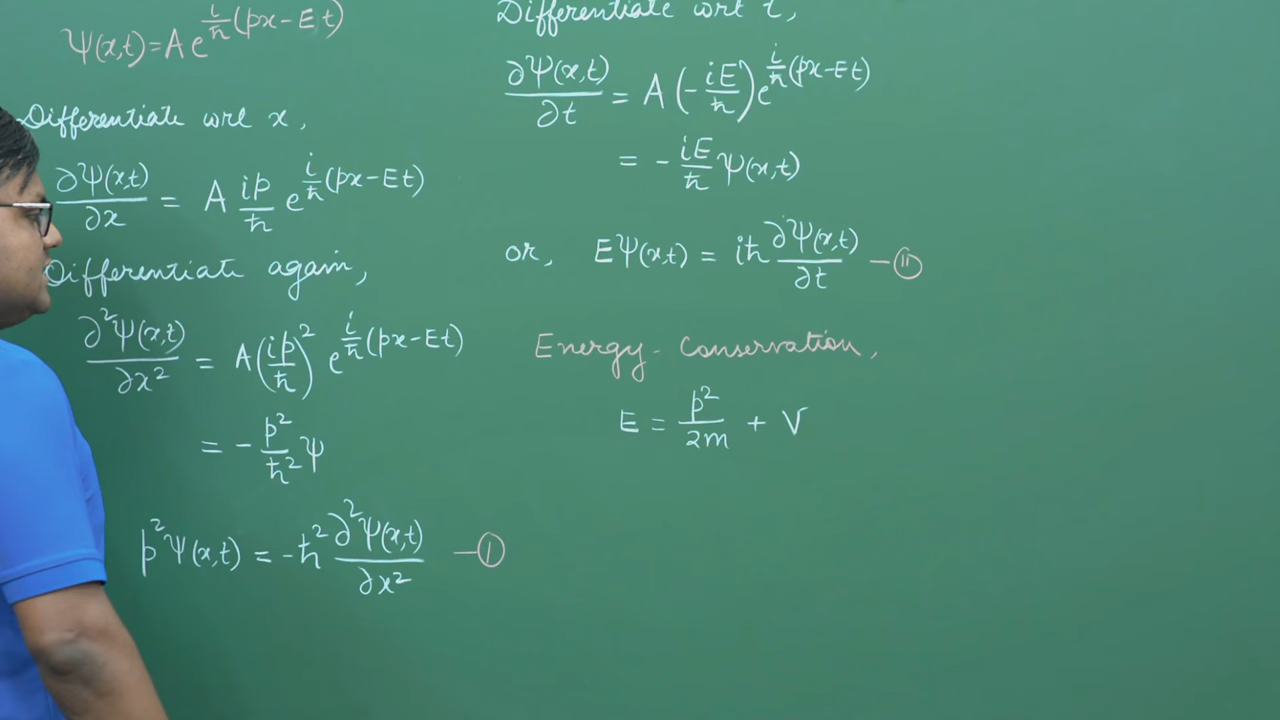 Ψ(x,t)=A e^{i/ħ(px-Et)}
Differentiate wrt x,
∂Ψ(x,t)/∂x = A ip/ħ e^{i/ħ(px-Et)}
Differentiate again,
∂²Ψ(x,t)/∂x² = A(ip/ħ)² e^{i/ħ(px-Et)}
= - p²/ħ² Ψ
p²Ψ(x,t) = -ħ² ∂²Ψ(x,t)/∂x² —①
Differentiate wrt t,
∂Ψ(x,t)/∂t = A(-iE/ħ)e^{i/ħ(px-Et)}
= - iE/ħ Ψ(x,t)
or, EΨ(x,t) = iħ ∂Ψ(x,t)/∂t —(II)
Energy-Conservation,
E = p²/2m + V